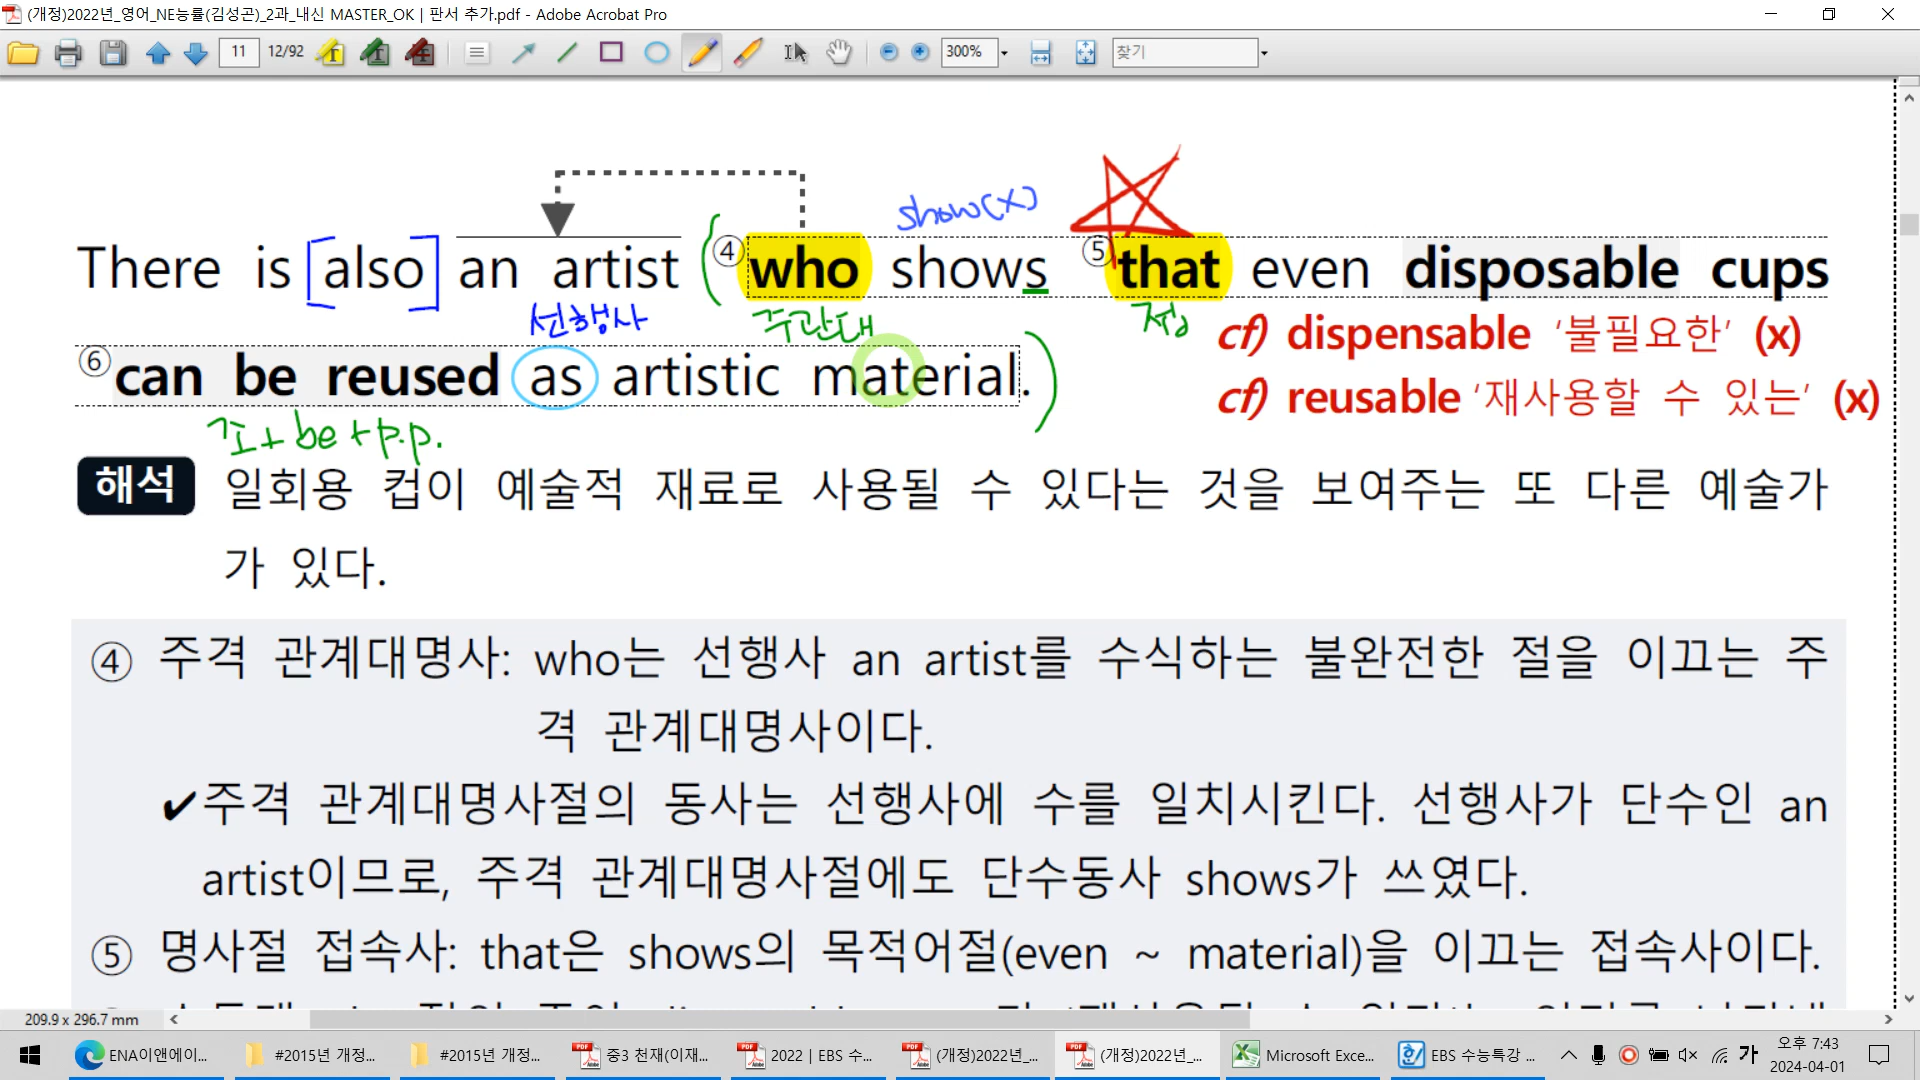 (개정)2022년_영어_NE능률(김성곤)_2과_내신 MASTER_OK | 판서 추가.pdf - Adobe Acrobat Pro
11 12/92 300% 찾기
show(x)
There is [also] an artist ( ④ who shows ⑤ that even disposable cups
선행사 주관대 접
cf) dispensable '불필요한' (x)
⑥ can be reused as artistic material. )
cf) reusable '재사용할 수 있는' (x)
조+be+p.p.
해석 일회용 컵이 예술적 재료로 사용될 수 있다는 것을 보여주는 또 다른 예술가
가 있다.
④ 주격 관계대명사: who는 선행사 an artist를 수식하는 불완전한 절을 이끄는 주
격 관계대명사이다.
✔주격 관계대명사절의 동사는 선행사에 수를 일치시킨다. 선행사가 단수인 an
artist이므로, 주격 관계대명사절에도 단수동사 shows가 쓰였다.
⑤ 명사절 접속사: that은 shows의 목적어절(even ~ material)을 이끄는 접속사이다.
209.9 x 296.7 mm
ENA이앤에이... #2015년 개정... #2015년 개정... 중3 천재(이재... 2022 | EBS 수... (개정)2022년_... (개정)2022년_... Microsoft Exce... EBS 수능특강 ... 가 오후 7:43
2024-04-01